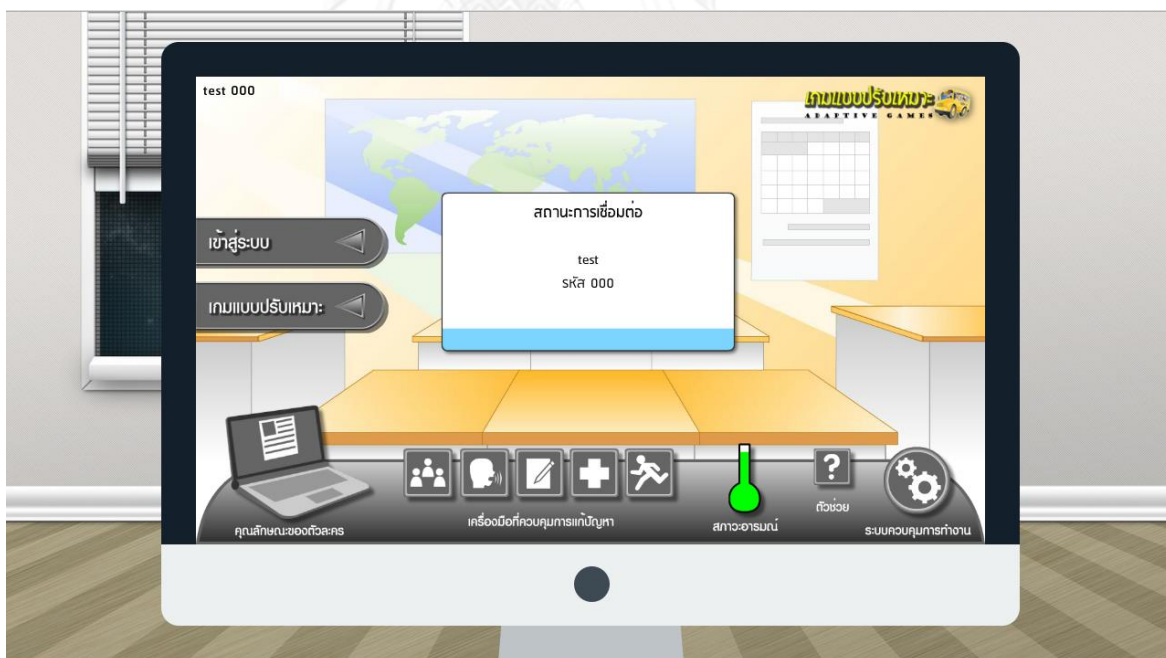 test 000
เกมแบบปรับเหมาะ
ADAPTIVE GAMES
สถานะการเชื่อมต่อ
test
รหัส 000
เข้าสู่ระบบ
เกมแบบปรับเหมาะ
?
คุณลักษณะของตัวละคร
เครื่องมือที่ควบคุมการแก้ปัญหา
สภาวะอารมณ์
ตัวช่วย
ระบบควบคุมการทำงาน